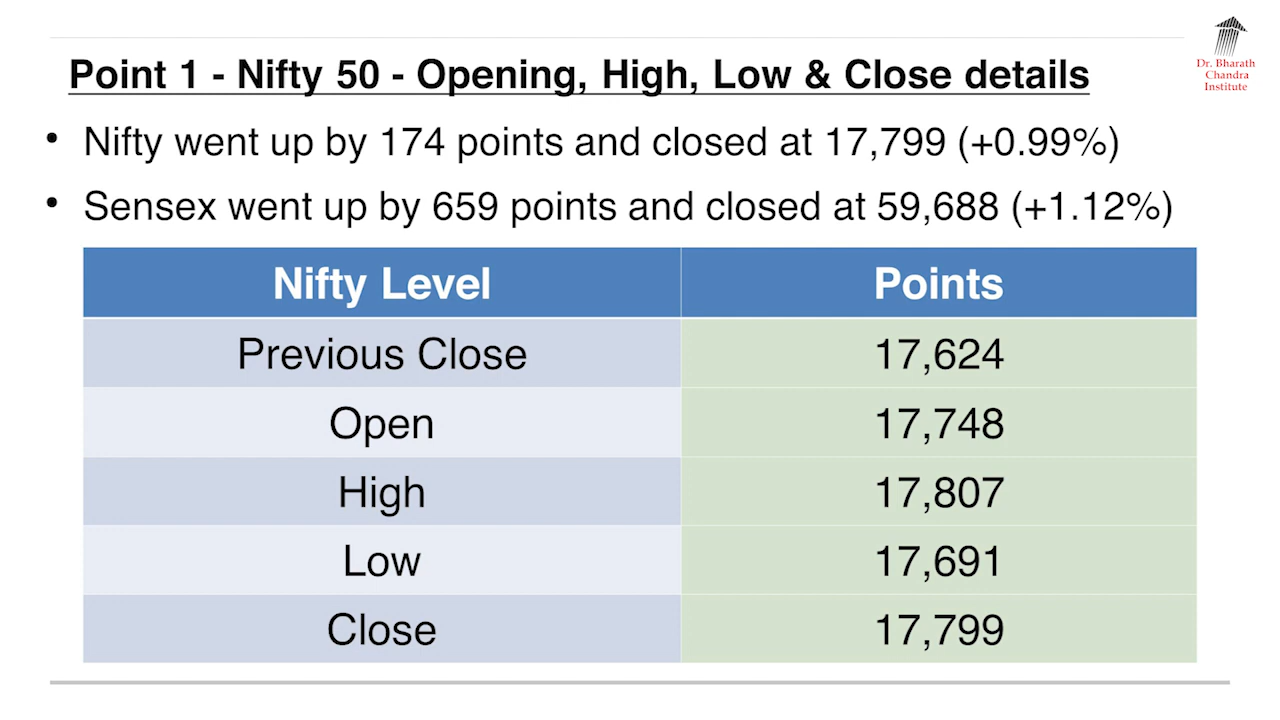 Dr. Bharath
Chandra
Institute
Point 1 - Nifty 50 - Opening, High, Low & Close details
• Nifty went up by 174 points and closed at 17,799 (+0.99%)
• Sensex went up by 659 points and closed at 59,688 (+1.12%)
Nifty Level Points
Previous Close 17,624
Open 17,748
High 17,807
Low 17,691
Close 17,799